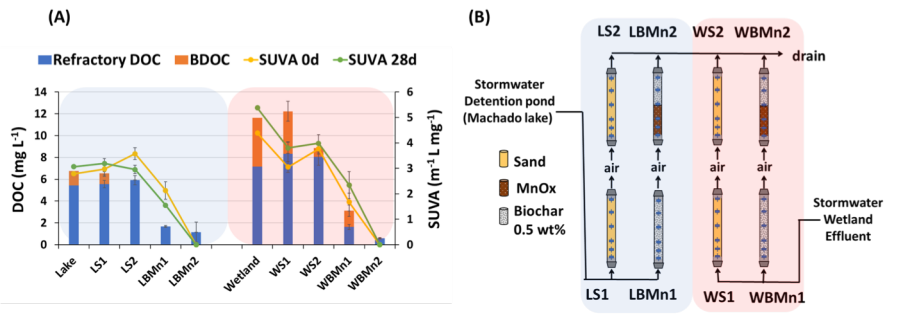 (A)
Refractory DOC BDOC SUVA 0d SUVA 28d
DOC (mg L⁻¹)
14
12
10
8
6
4
2
0
6
5
4
3
2
1
0
SUVA (m⁻¹ L mg⁻¹)
Lake LS1 LS2 LBMn1 LBMn2 Wetland WS1 WS2 WBMn1 WBMn2
(B)
LS2 LBMn2 WS2 WBMn2
drain
Stormwater
Detention pond
(Machado lake)
Sand
MnOx
Biochar
0.5 wt%
air air air air
Stormwater
Wetland
Effluent
LS1 LBMn1 WS1 WBMn1